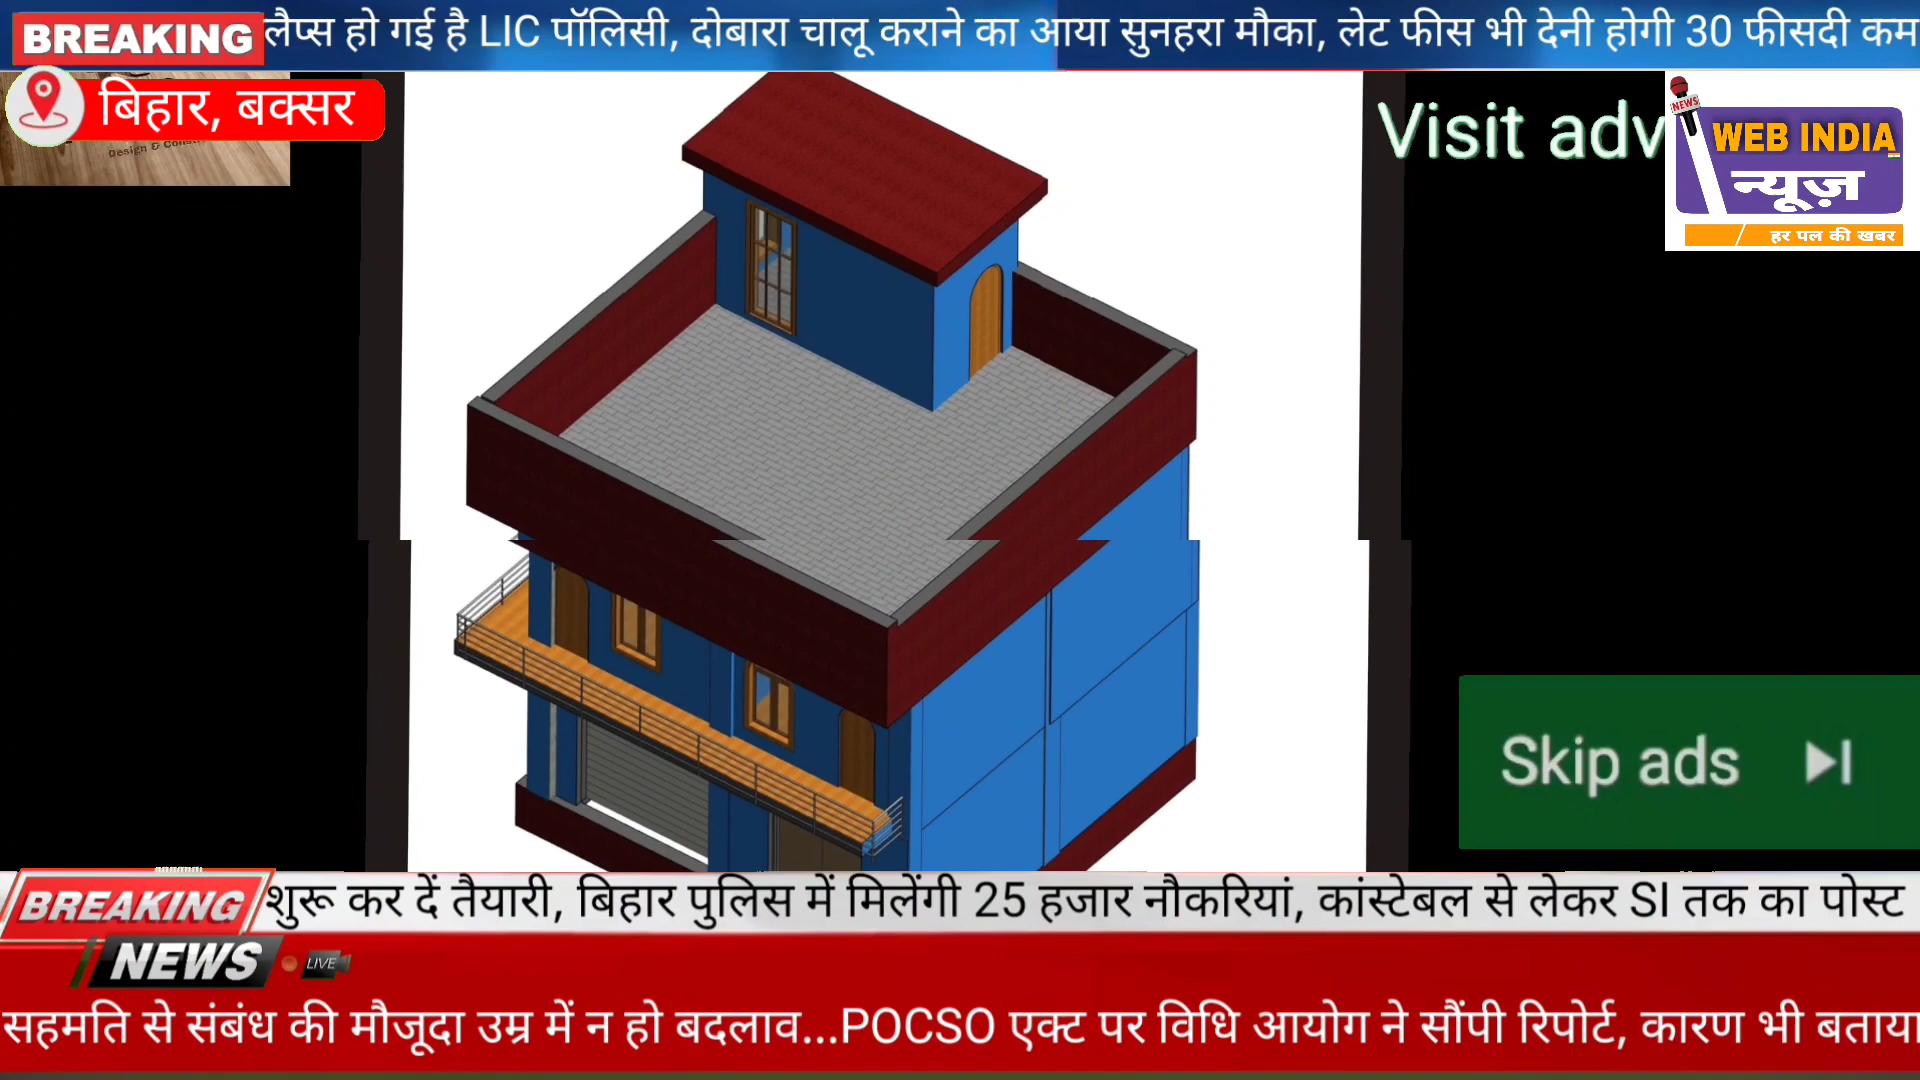 BREAKING
लैप्स हो गई है LIC पॉलिसी, दोबारा चालू कराने का आया सुनहरा मौका, लेट फीस भी देनी होगी 30 फीसदी कम
बिहार, बक्सर
Design &
Visit adv
NEWS
WEB INDIA
न्यूज़
हर पल की खबर
Skip ads
BREAKING
शुरू कर दें तैयारी, बिहार पुलिस में मिलेंगी 25 हजार नौकरियां, कांस्टेबल से लेकर SI तक का पोस्ट
NEWS
LIVE
सहमति से संबंध की मौजूदा उम्र में न हो बदलाव...POCSO एक्ट पर विधि आयोग ने सौंपी रिपोर्ट, कारण भी बताया